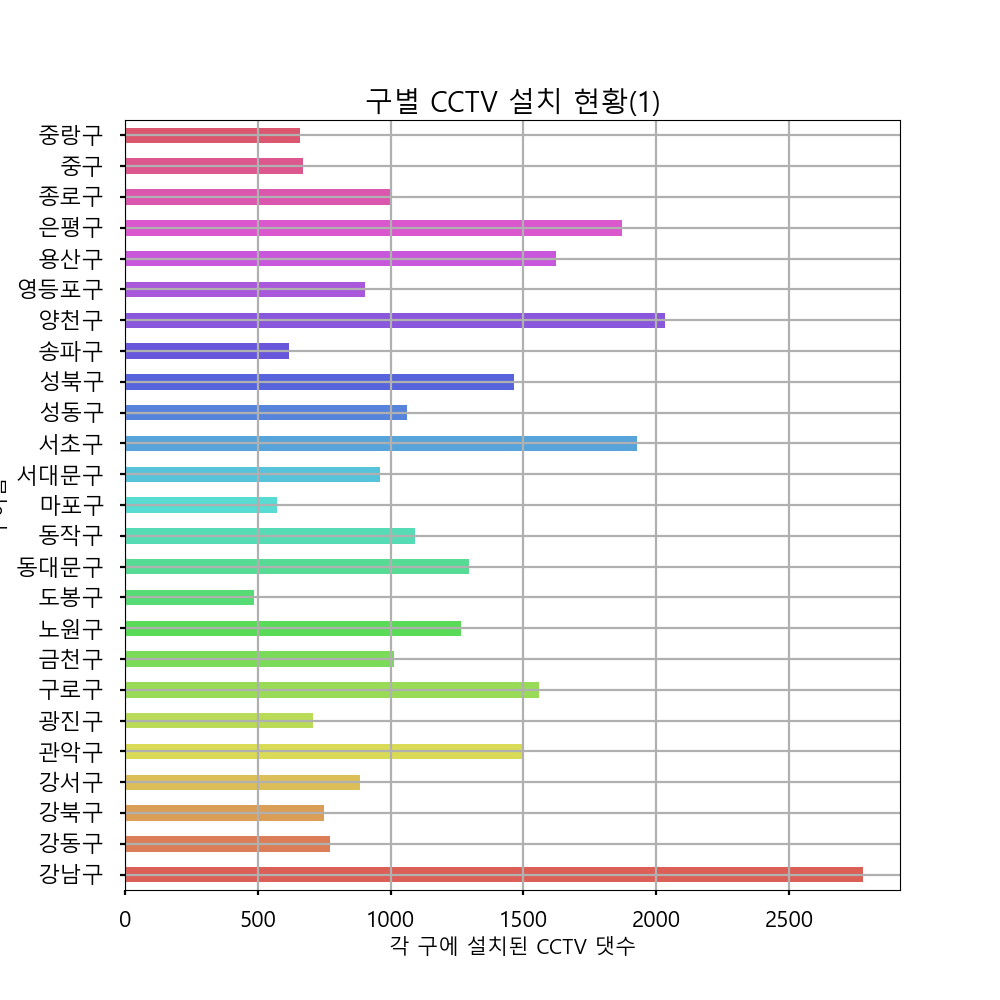 구별 CCTV 설치 현황(1)
중랑구
중구
종로구
은평구
용산구
영등포구
양천구
송파구
성북구
성동구
서초구
서대문구
마포구
동작구
동대문구
도봉구
노원구
금천구
구로구
광진구
관악구
강서구
강북구
강동구
강남구
0 500 1000 1500 2000 2500
각 구에 설치된 CCTV 댓수